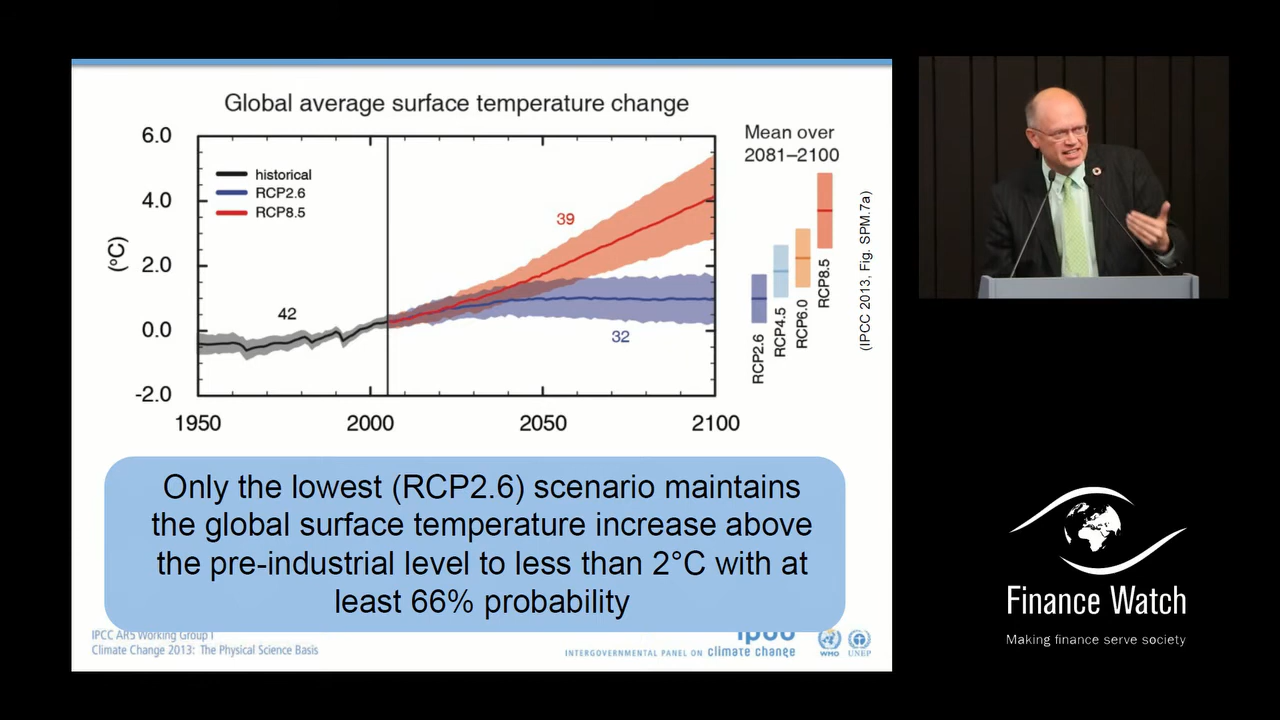 Global average surface temperature change
6.0
4.0
2.0
0.0
-2.0
(°C)
historical
RCP2.6
RCP8.5
42
39
32
1950
2000
2050
2100
Mean over
2081–2100
RCP2.6
RCP4.5
RCP6.0
RCP8.5
(IPCC 2013, Fig. SPM.7a)
Only the lowest (RCP2.6) scenario maintains
the global surface temperature increase above
the pre-industrial level to less than 2°C with at
least 66% probability
IPCC AR5 Working Group I
Climate Change 2013: The Physical Science Basis
ipcc
INTERGOVERNMENTAL PANEL ON climate change
WMO
UNEP
Finance Watch
Making finance serve society